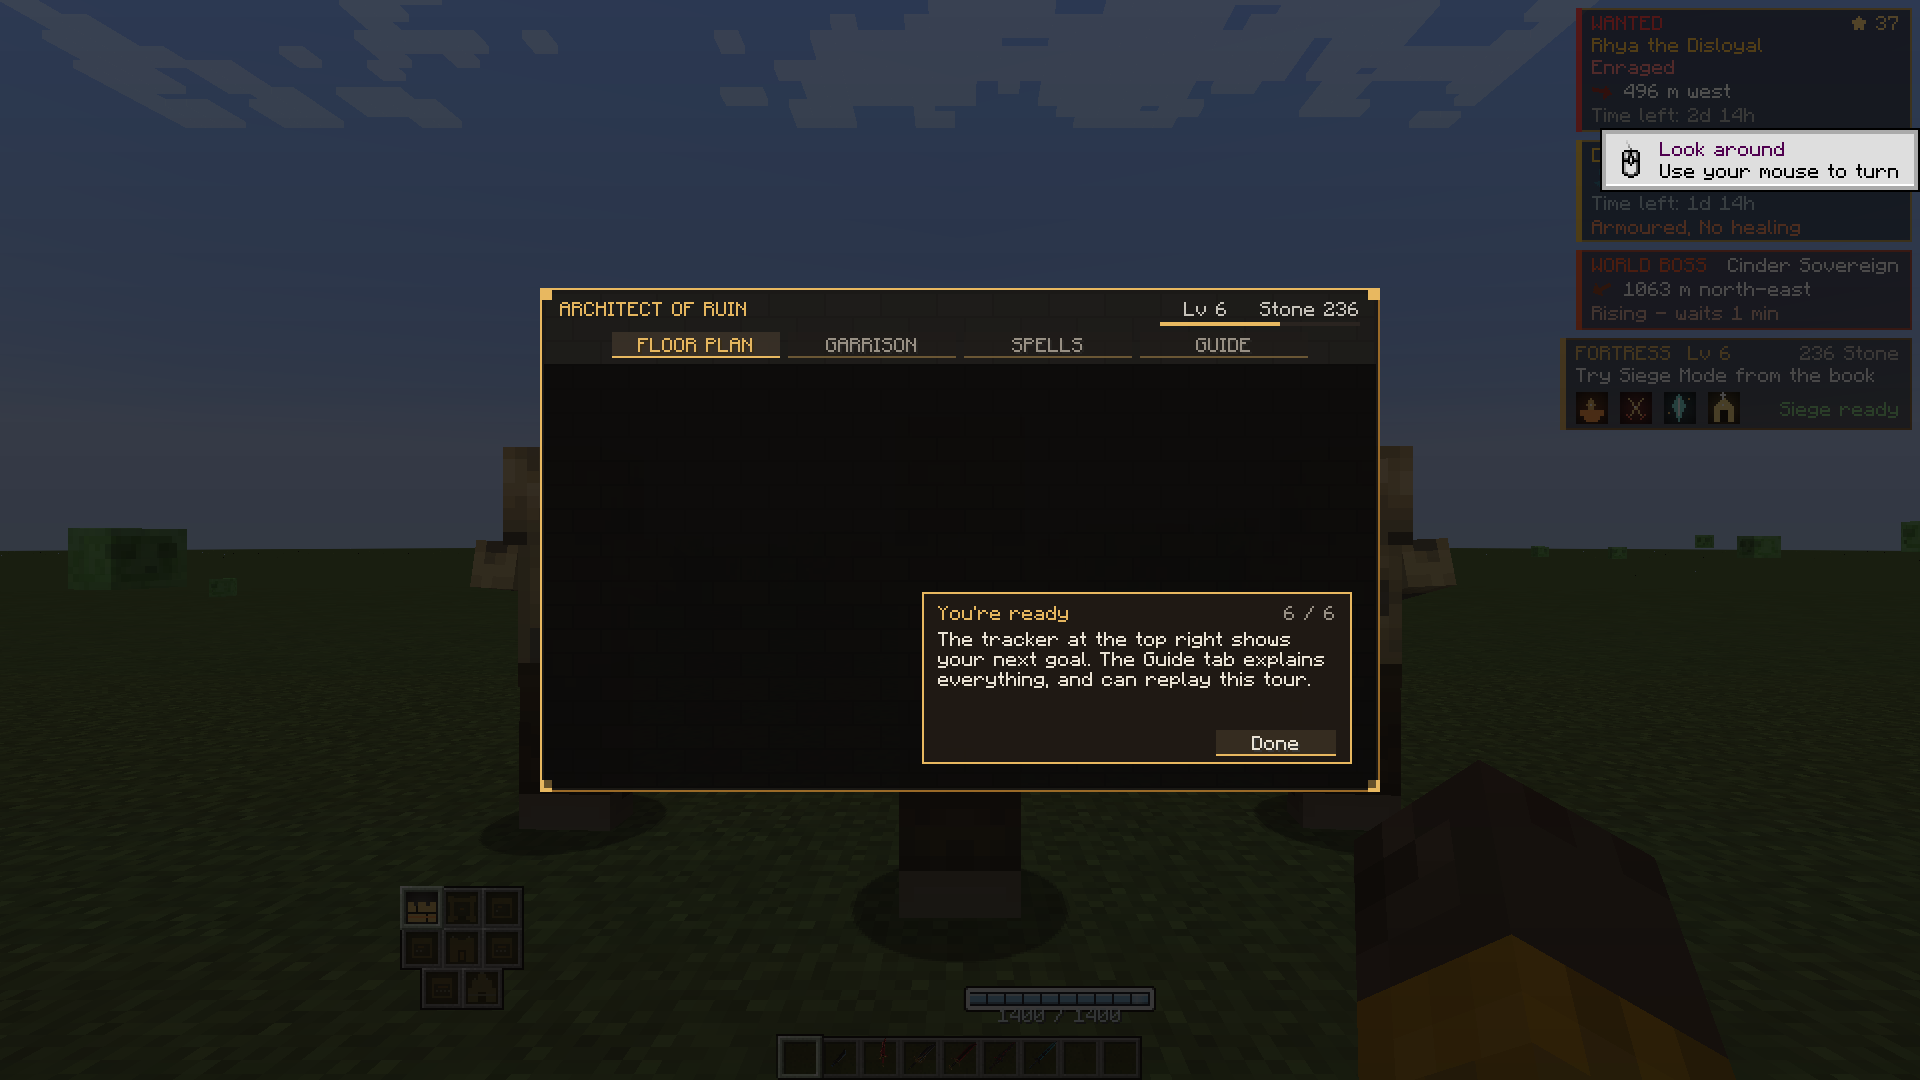 WANTED 37
Rhya the Disloyal
Enraged
496 m west
Time left: 2d 14h
Look around
Use your mouse to turn
Time left: 1d 14h
Armoured, No healing
WORLD BOSS Cinder Sovereign
1063 m north-east
Rising - waits 1 min
FORTRESS Lv 6 236 Stone
Try Siege Mode from the book
Siege ready
ARCHITECT OF RUIN Lv 6 Stone 236
FLOOR PLAN GARRISON SPELLS GUIDE
You're ready 6 / 6
The tracker at the top right shows
your next goal. The Guide tab explains
everything, and can replay this tour.
Done
1400 / 1400